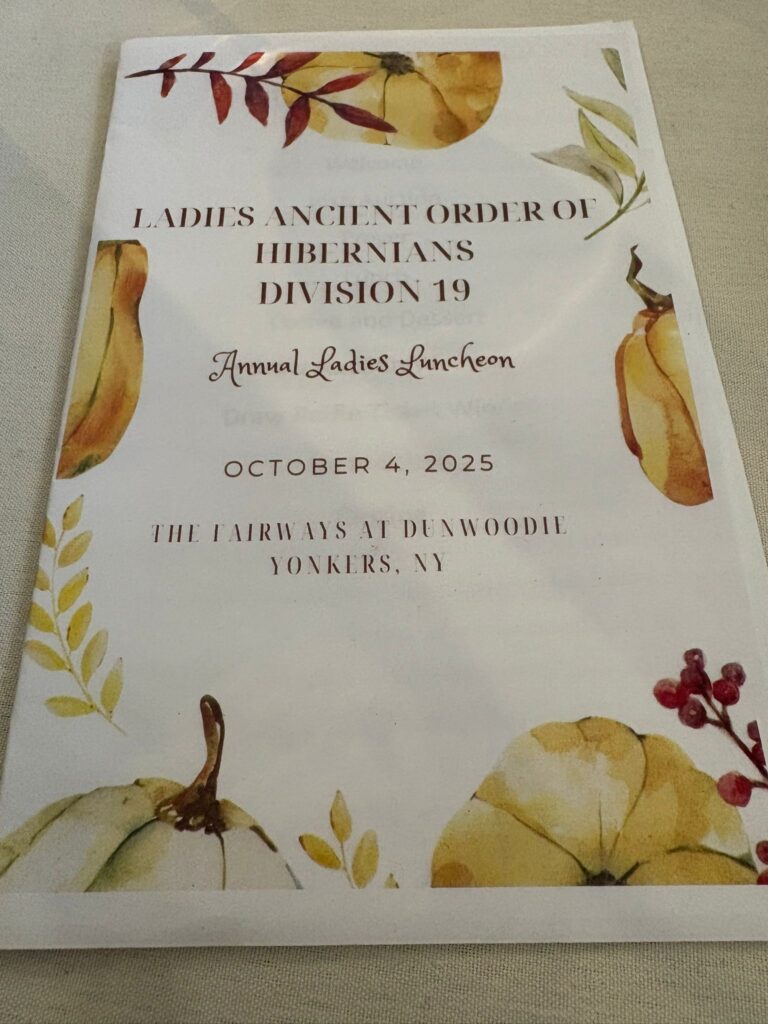 LADIES ANCIENT ORDER OF
HIBERNIANS
DIVISION 19
Annual Ladies Luncheon
OCTOBER 4, 2025
THE FAIRWAYS AT DUNWOODIE
YONKERS, NY